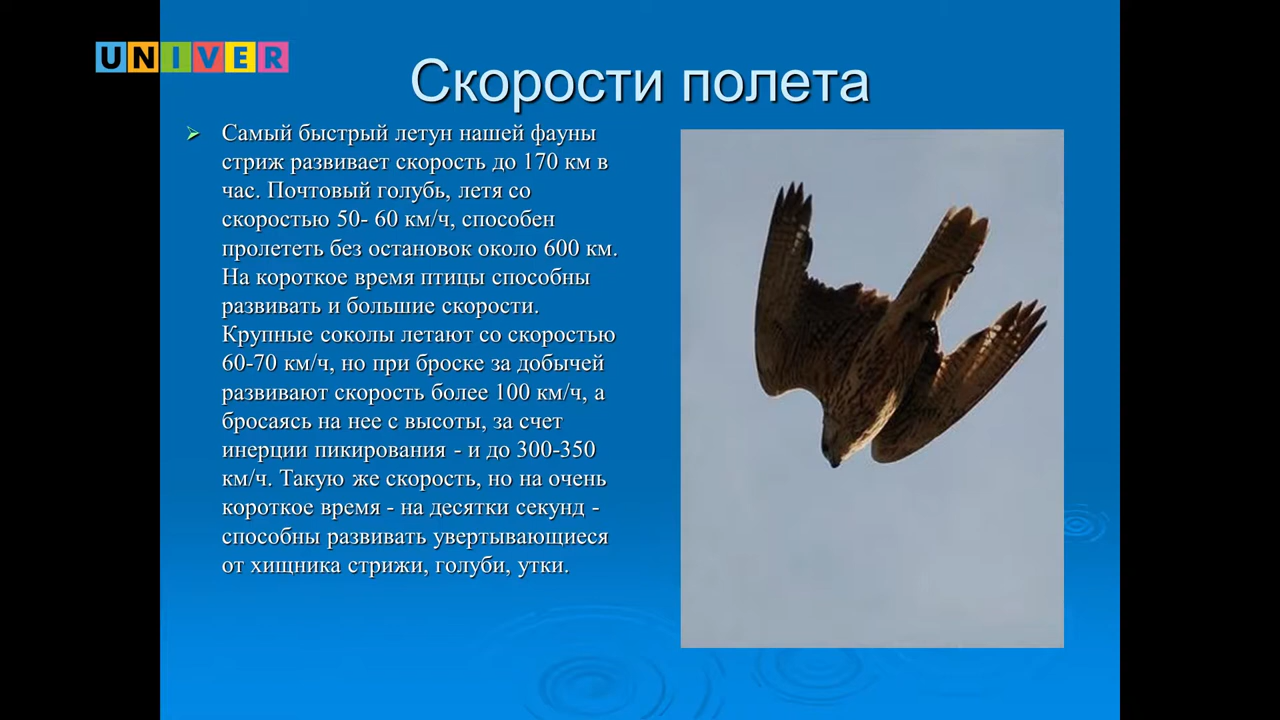 UNIVER
Скорости полета
Самый быстрый летун нашей фауны
стриж развивает скорость до 170 км в
час. Почтовый голубь, летя со
скоростью 50- 60 км/ч, способен
пролететь без остановок около 600 км.
На короткое время птицы способны
развивать и большие скорости.
Крупные соколы летают со скоростью
60-70 км/ч, но при броске за добычей
развивают скорость более 100 км/ч, а
бросаясь на нее с высоты, за счет
инерции пикирования - и до 300-350
км/ч. Такую же скорость, но на очень
короткое время - на десятки секунд -
способны развивать увертывающиеся
от хищника стрижи, голуби, утки.